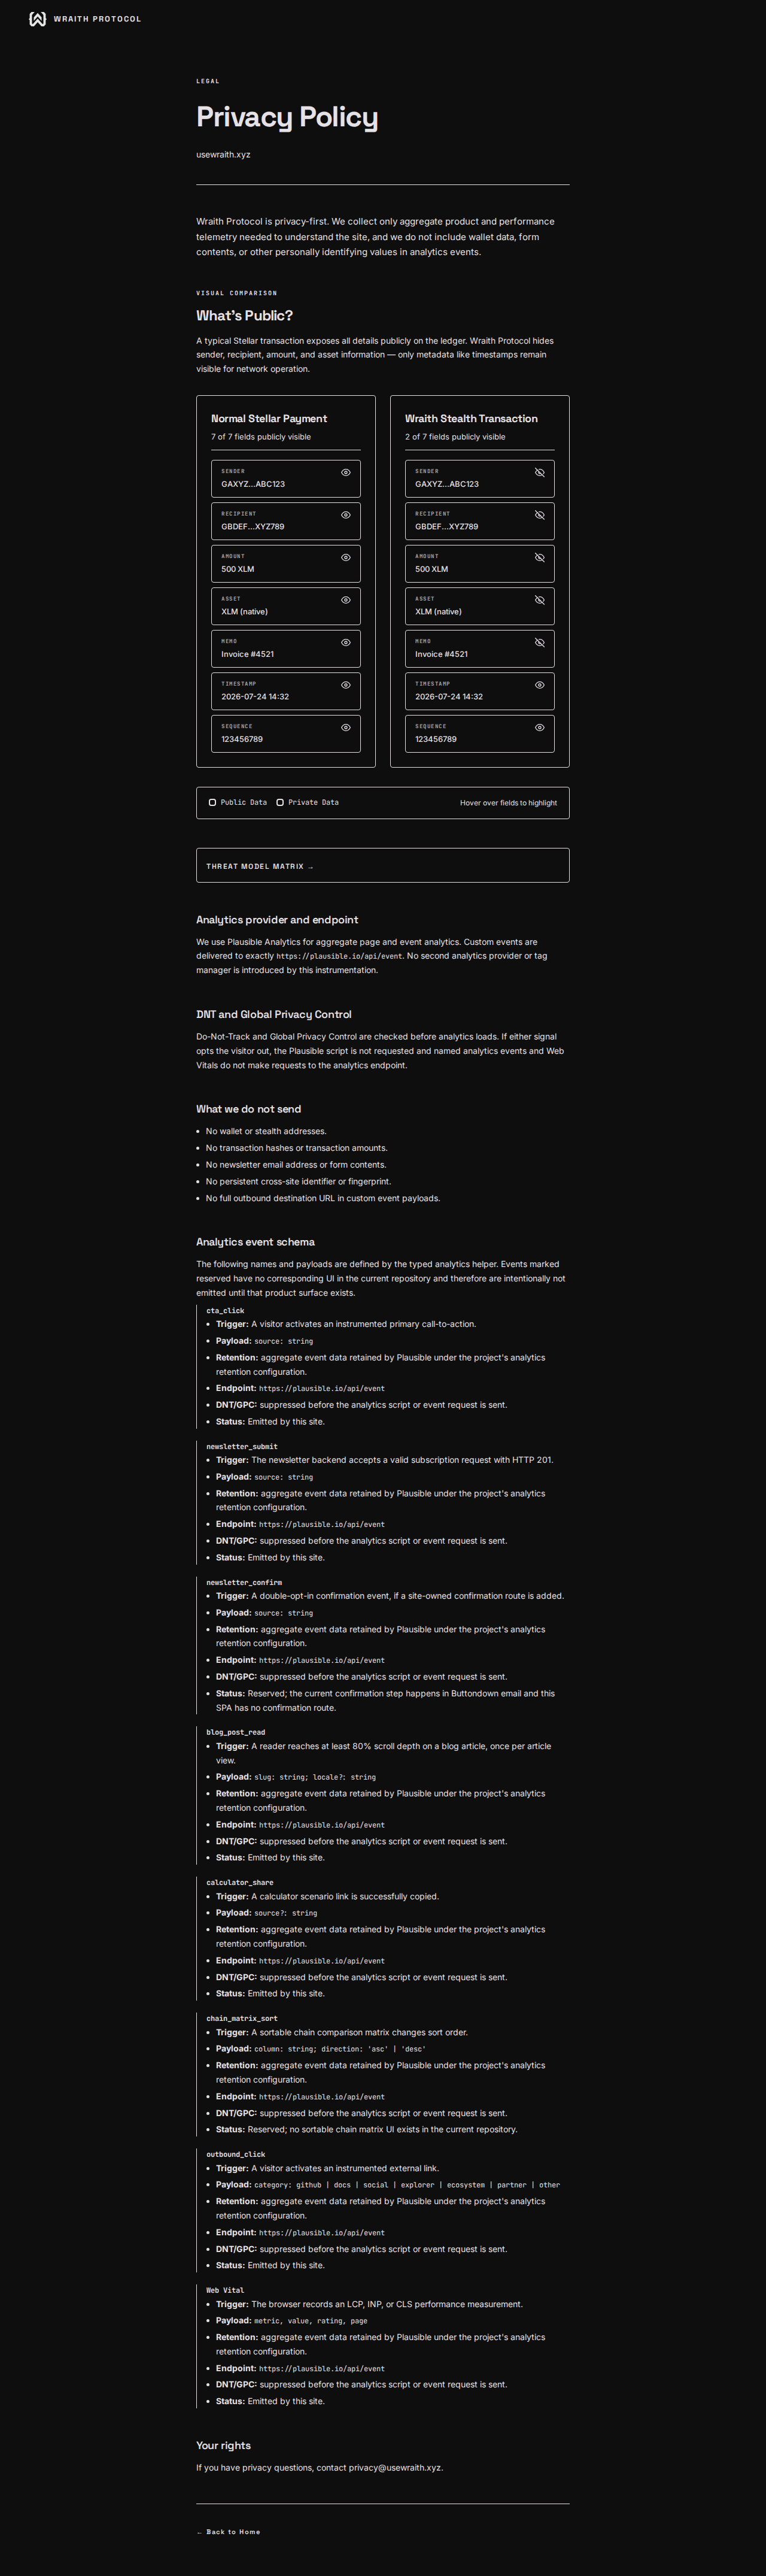 WRAITH PROTOCOL
LEGAL
Privacy Policy
usewraith.xyz
Wraith Protocol is privacy-first. We collect only aggregate product and performance
telemetry needed to understand the site, and we do not include wallet data, form
contents, or other personally identifying values in analytics events.
VISUAL COMPARISON
What's Public?
A typical Stellar transaction exposes all details publicly on the ledger. Wraith Protocol hides
sender, recipient, amount, and asset information — only metadata like timestamps remain
visible for network operation.
Normal Stellar Payment
7 of 7 fields publicly visible
SENDER
GAXYZ...ABC123
RECIPIENT
GBDEF...XYZ789
AMOUNT
500 XLM
ASSET
XLM (native)
MEMO
Invoice #4521
TIMESTAMP
2026-07-24 14:32
SEQUENCE
123456789
Wraith Stealth Transaction
2 of 7 fields publicly visible
SENDER
GAXYZ...ABC123
RECIPIENT
GBDEF...XYZ789
AMOUNT
500 XLM
ASSET
XLM (native)
MEMO
Invoice #4521
TIMESTAMP
2026-07-24 14:32
SEQUENCE
123456789
Public Data Private Data Hover over fields to highlight
THREAT MODEL MATRIX →
Analytics provider and endpoint
We use Plausible Analytics for aggregate page and event analytics. Custom events are
delivered to exactly https://plausible.io/api/event. No second analytics provider or tag
manager is introduced by this instrumentation.
DNT and Global Privacy Control
Do-Not-Track and Global Privacy Control are checked before analytics loads. If either signal
opts the visitor out, the Plausible script is not requested and named analytics events and Web
Vitals do not make requests to the analytics endpoint.
What we do not send
• No wallet or stealth addresses.
• No transaction hashes or transaction amounts.
• No newsletter email address or form contents.
• No persistent cross-site identifier or fingerprint.
• No full outbound destination URL in custom event payloads.
Analytics event schema
The following names and payloads are defined by the typed analytics helper. Events marked
reserved have no corresponding UI in the current repository and therefore are intentionally not
emitted until that product surface exists.
cta_click
• Trigger: A visitor activates an instrumented primary call-to-action.
• Payload: source: string
• Retention: aggregate event data retained by Plausible under the project's analytics
retention configuration.
• Endpoint: https://plausible.io/api/event
• DNT/GPC: suppressed before the analytics script or event request is sent.
• Status: Emitted by this site.
newsletter_submit
• Trigger: The newsletter backend accepts a valid subscription request with HTTP 201.
• Payload: source: string
• Retention: aggregate event data retained by Plausible under the project's analytics
retention configuration.
• Endpoint: https://plausible.io/api/event
• DNT/GPC: suppressed before the analytics script or event request is sent.
• Status: Emitted by this site.
newsletter_confirm
• Trigger: A double-opt-in confirmation event, if a site-owned confirmation route is added.
• Payload: source: string
• Retention: aggregate event data retained by Plausible under the project's analytics
retention configuration.
• Endpoint: https://plausible.io/api/event
• DNT/GPC: suppressed before the analytics script or event request is sent.
• Status: Reserved; the current confirmation step happens in Buttondown email and this
SPA has no confirmation route.
blog_post_read
• Trigger: A reader reaches at least 80% scroll depth on a blog article, once per article
view.
• Payload: slug: string; locale?: string
• Retention: aggregate event data retained by Plausible under the project's analytics
retention configuration.
• Endpoint: https://plausible.io/api/event
• DNT/GPC: suppressed before the analytics script or event request is sent.
• Status: Emitted by this site.
calculator_share
• Trigger: A calculator scenario link is successfully copied.
• Payload: source?: string
• Retention: aggregate event data retained by Plausible under the project's analytics
retention configuration.
• Endpoint: https://plausible.io/api/event
• DNT/GPC: suppressed before the analytics script or event request is sent.
• Status: Emitted by this site.
chain_matrix_sort
• Trigger: A sortable chain comparison matrix changes sort order.
• Payload: column: string; direction: 'asc' | 'desc'
• Retention: aggregate event data retained by Plausible under the project's analytics
retention configuration.
• Endpoint: https://plausible.io/api/event
• DNT/GPC: suppressed before the analytics script or event request is sent.
• Status: Reserved; no sortable chain matrix UI exists in the current repository.
outbound_click
• Trigger: A visitor activates an instrumented external link.
• Payload: category: github | docs | social | explorer | ecosystem | partner | other
• Retention: aggregate event data retained by Plausible under the project's analytics
retention configuration.
• Endpoint: https://plausible.io/api/event
• DNT/GPC: suppressed before the analytics script or event request is sent.
• Status: Emitted by this site.
Web Vital
• Trigger: The browser records an LCP, INP, or CLS performance measurement.
• Payload: metric, value, rating, page
• Retention: aggregate event data retained by Plausible under the project's analytics
retention configuration.
• Endpoint: https://plausible.io/api/event
• DNT/GPC: suppressed before the analytics script or event request is sent.
• Status: Emitted by this site.
Your rights
If you have privacy questions, contact privacy@usewraith.xyz.
← Back to Home